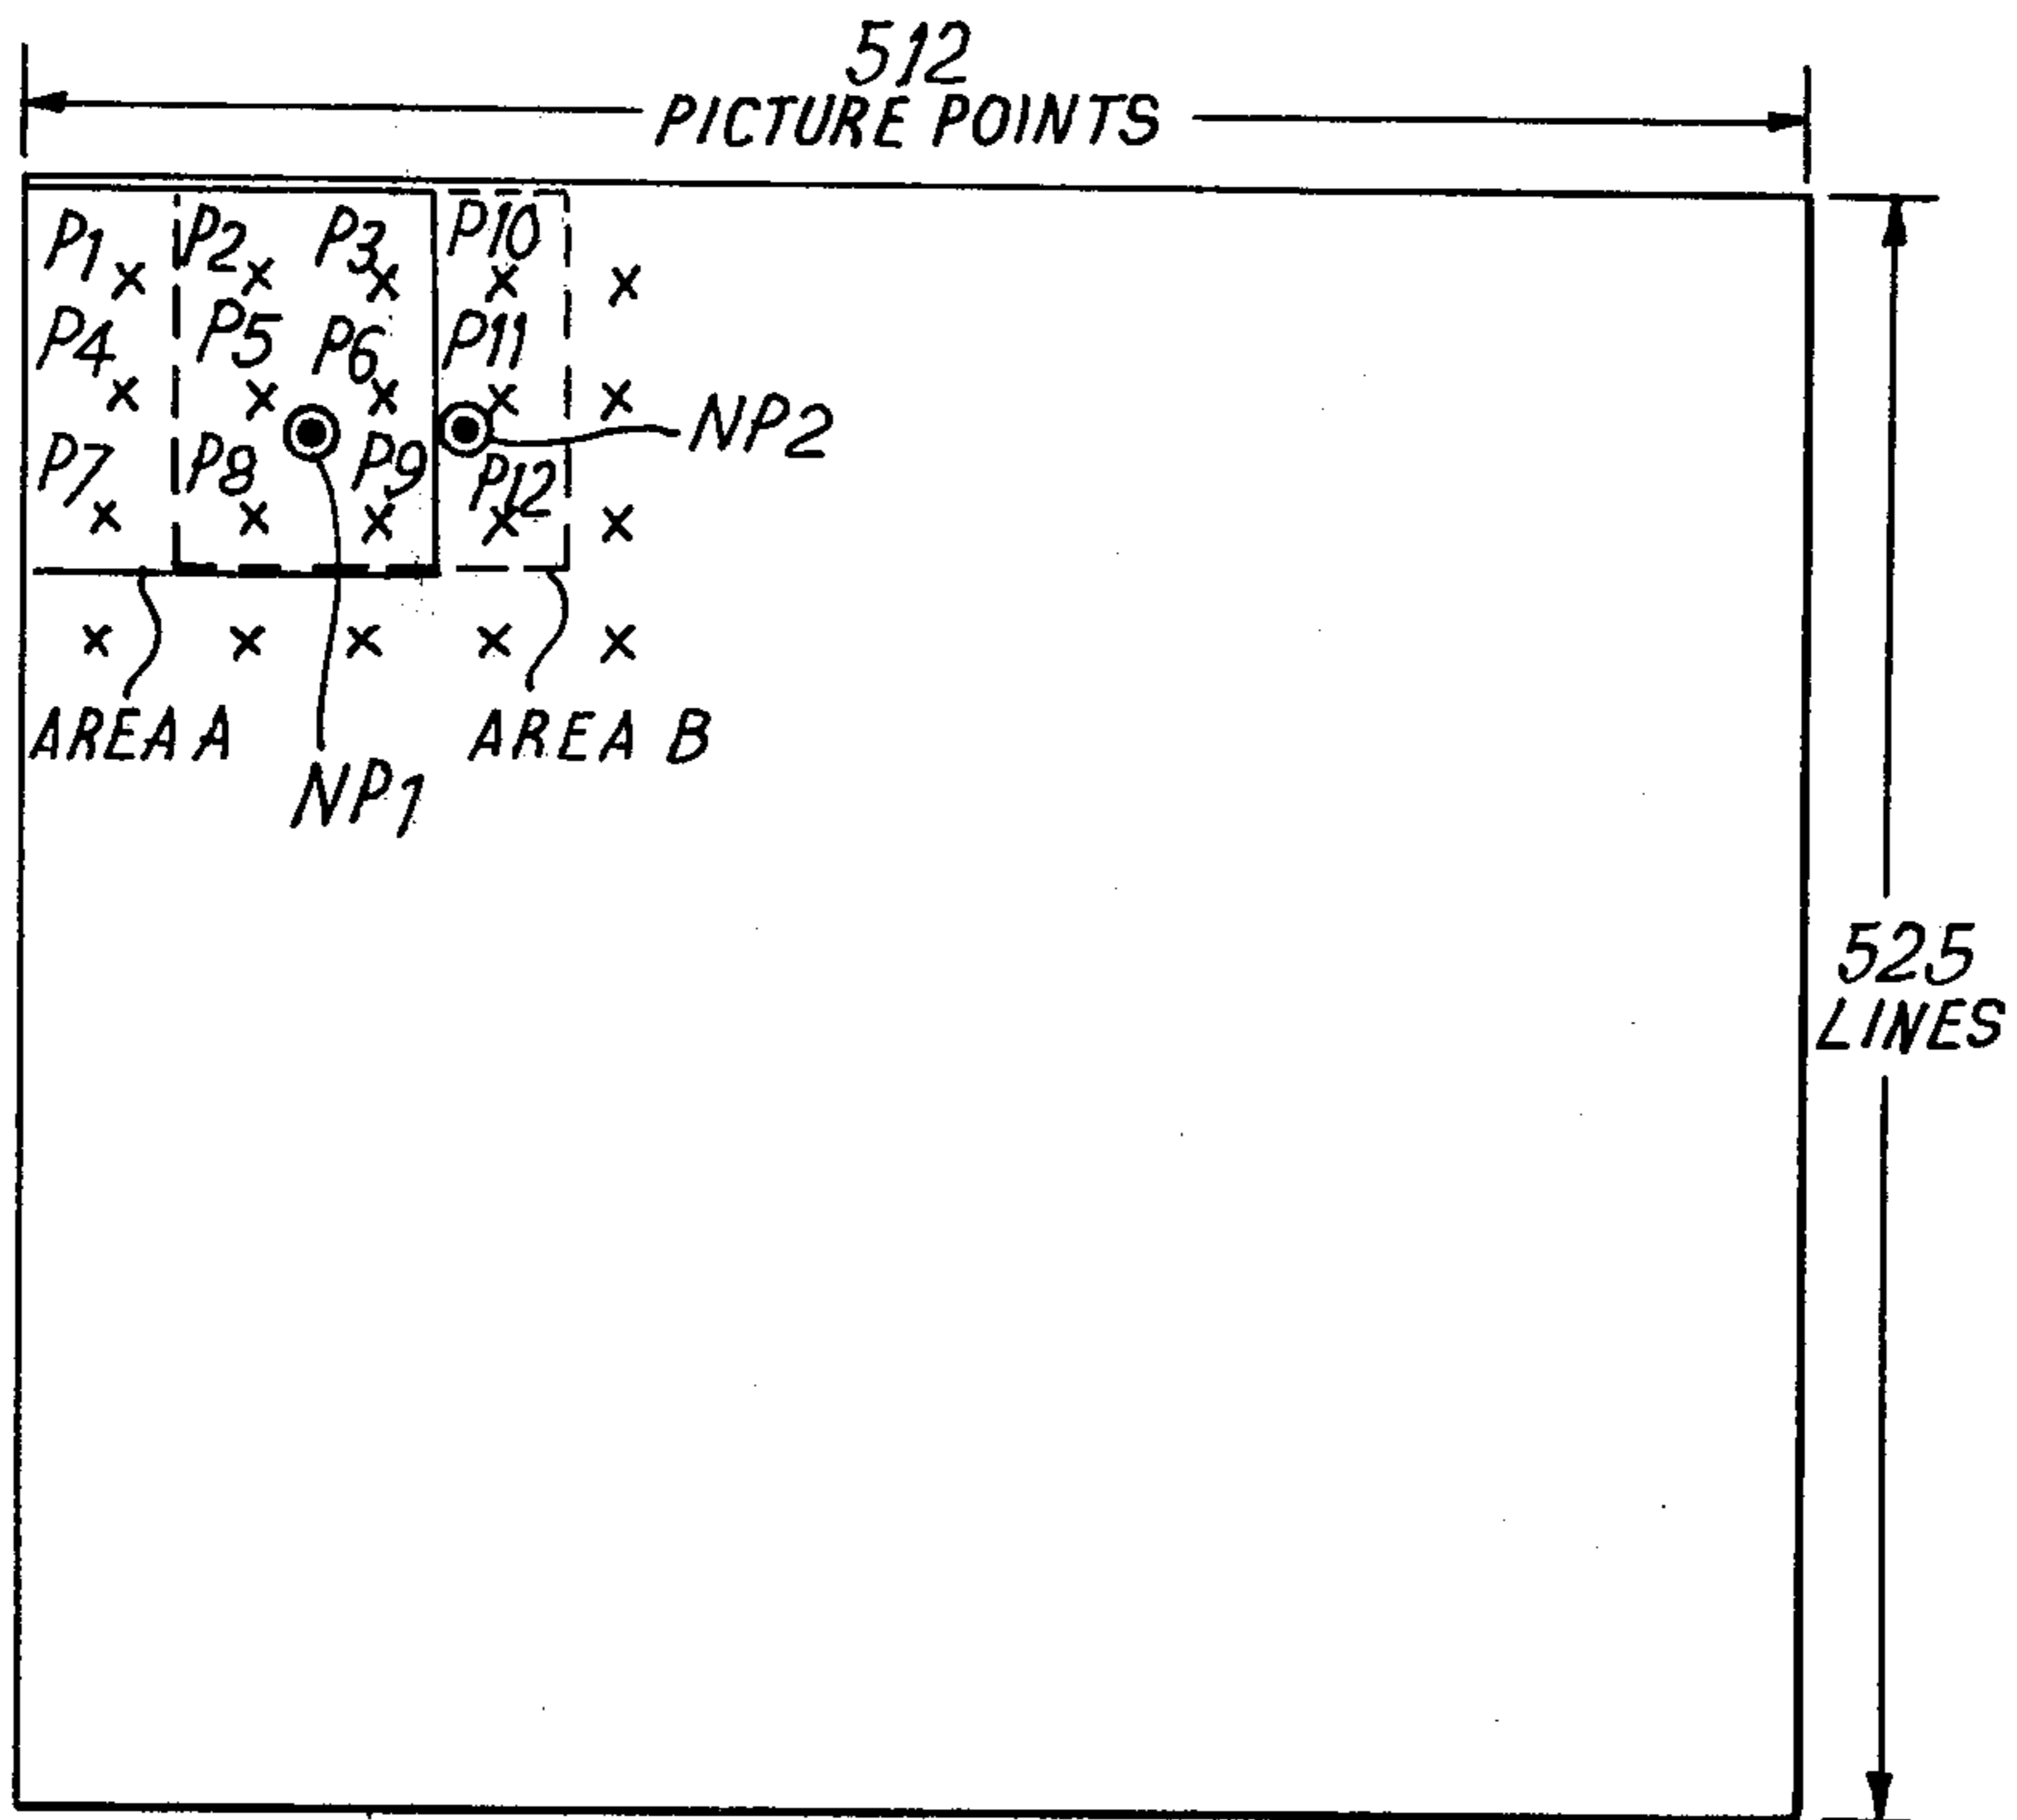 512
PICTURE POINTS
P1 P2 P3 P10
P4 P5 P6 P11
NP2
P7 P8 P9 P12
AREA A AREA B
NP1
525
LINES